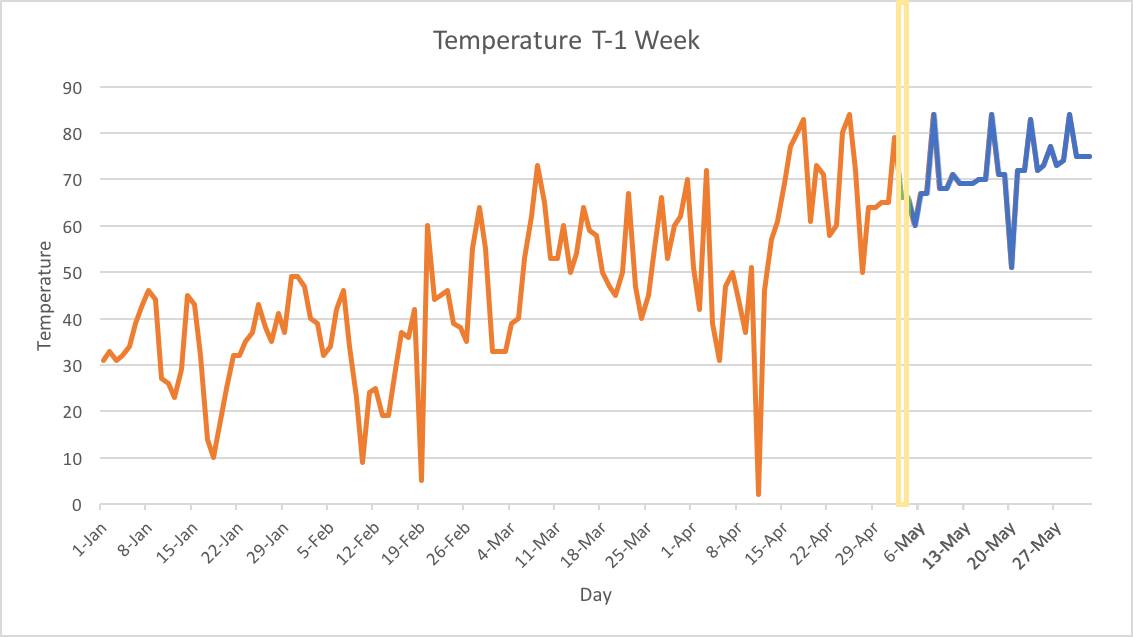 Temperature T-1 Week
90
80
70
60
50
40
30
20
10
0
Temperature
1-Jan
8-Jan
15-Jan
22-Jan
29-Jan
5-Feb
12-Feb
19-Feb
26-Feb
4-Mar
11-Mar
18-Mar
25-Mar
1-Apr
8-Apr
15-Apr
22-Apr
29-Apr
6-May
13-May
20-May
27-May
Day